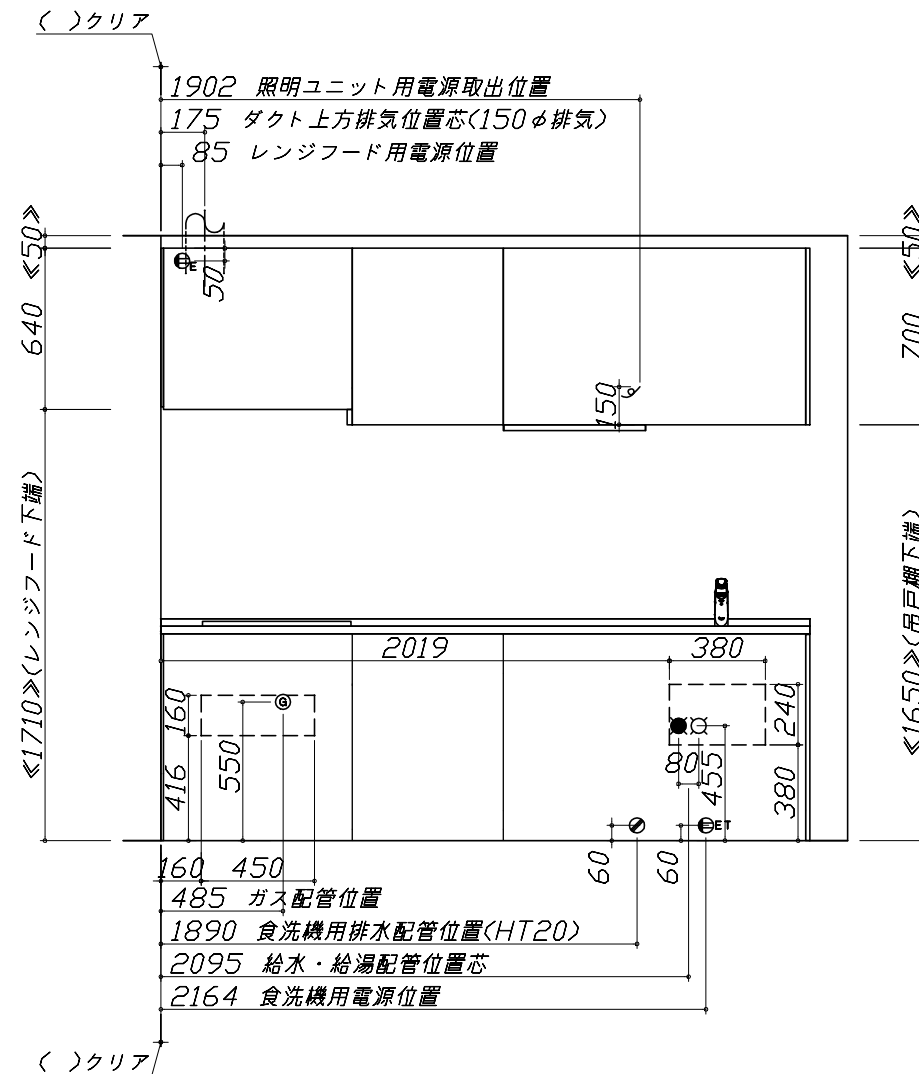 ( )クリア
1902 照明ユニット用電源取出位置
175 ダクト上方排気位置芯(150φ排気)
85 レンジフード用電源位置
≪50≫
≪50≫
E
50
640
700
150
≪1710≫(レンジフード下端)
≪1650≫(吊戸棚下端)
2019
380
160
G
550
416
240
80
455
380
ET
60
60
160
450
485 ガス配管位置
1890 食洗機用排水配管位置(HT20)
2095 給水・給湯配管位置芯
2164 食洗機用電源位置
( )クリア